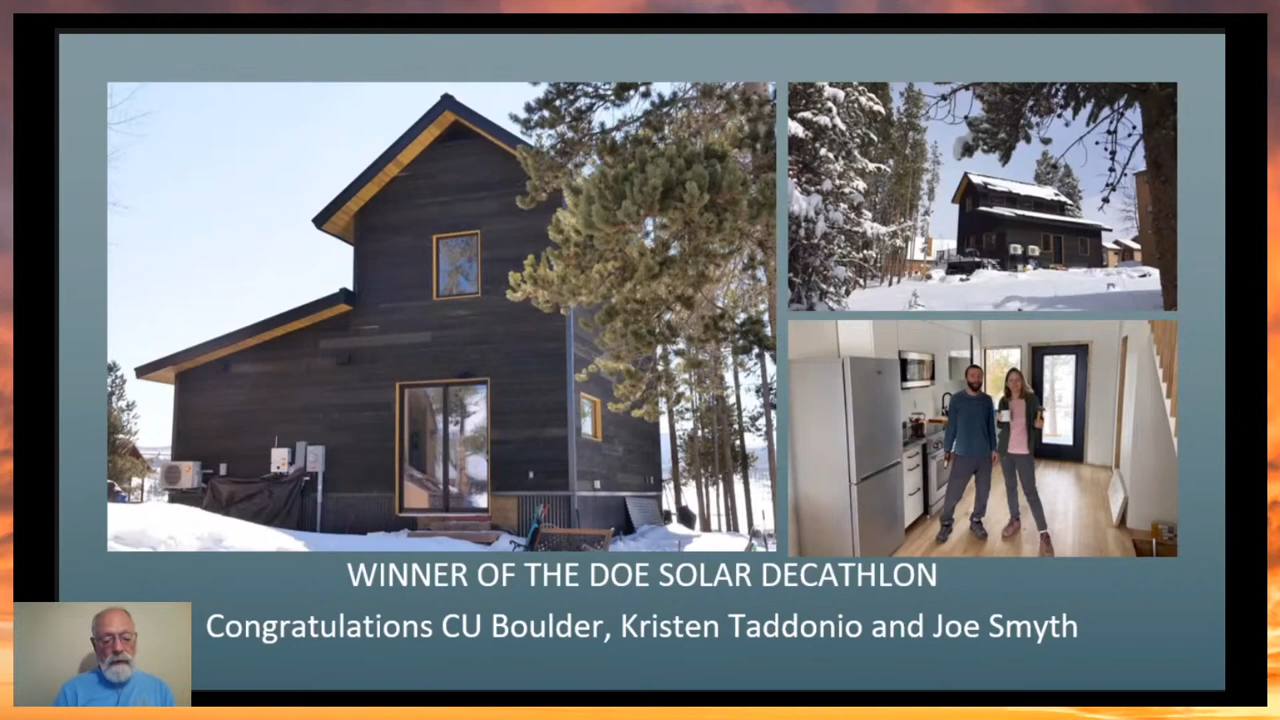 WINNER OF THE DOE SOLAR DECATHLON
Congratulations CU Boulder, Kristen Taddonio and Joe Smyth